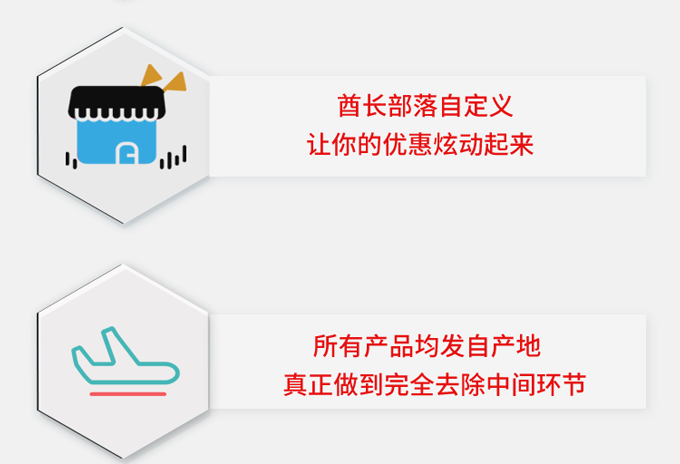 酋长部落自定义
让你的优惠炫动起来
所有产品均发自产地
真正做到完全去除中间环节